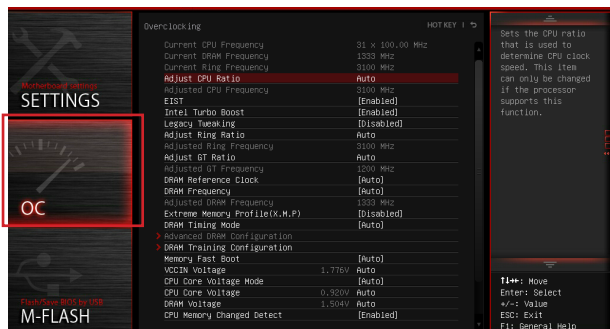 Overclocking
HOT KEY |
Current CPU Frequency 31 x 100.00 MHz
Current DRAM Frequency 1333 MHz
Current Ring Frequency 3100 MHz
Adjust CPU Ratio Auto
Adjusted CPU Frequency 3100 MHz
EIST [Enabled]
Intel Turbo Boost [Enabled]
Legacy Tweaking [Disabled]
Adjust Ring Ratio Auto
Adjusted Ring Frequency 3100 MHz
Adjust GT Ratio Auto
Adjusted GT Frequency 1200 MHz
DRAM Reference Clock [Auto]
DRAM Frequency [Auto]
Adjusted DRAM Frequency 1333 MHz
Extreme Memory Profile(X.M.P) [Disabled]
DRAM Timing Mode [Auto]
> Advanced DRAM Configuration
> DRAM Training Configuration
Memory Fast Boot [Auto]
VCCIN Voltage 1.776V Auto
CPU Core Voltage Mode [Auto]
CPU Core Voltage 0.920V Auto
DRAM Voltage 1.504V Auto
CPU Memory Changed Detect [Enabled]
Motherboard settings
SETTINGS
OC
Flash/Save BIOS by USB
M-FLASH
Sets the CPU ratio
that is used to
determine CPU clock
speed. This item
can only be changed
if the processor
supports this
function.
↑↓→←: Move
Enter: Select
+/-: Value
ESC: Exit
F1: General Help